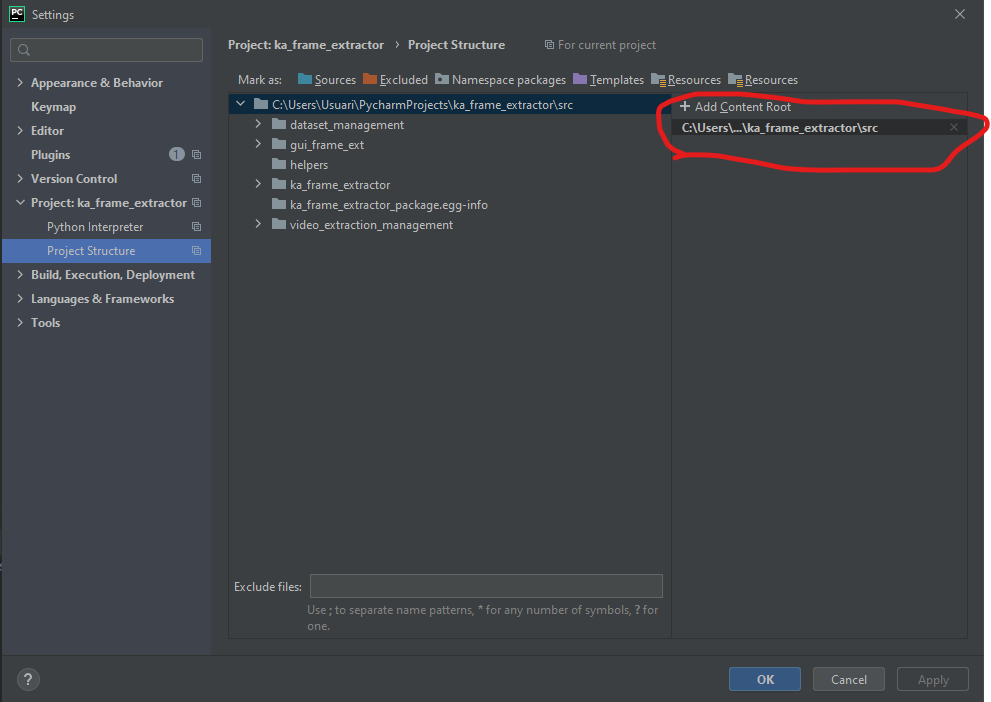 PC Settings
Project: ka_frame_extractor › Project Structure For current project
Appearance & Behavior
Keymap
Editor
Plugins 1
Version Control
Project: ka_frame_extractor
Python Interpreter
Project Structure
Build, Execution, Deployment
Languages & Frameworks
Tools
Mark as: Sources Excluded Namespace packages Templates Resources Resources
C:\Users\Usuari\PycharmProjects\ka_frame_extractor\src
dataset_management
gui_frame_ext
helpers
ka_frame_extractor
ka_frame_extractor_package.egg-info
video_extraction_management
+ Add Content Root
C:\Users\...\ka_frame_extractor\src
Exclude files:
Use ; to separate name patterns, * for any number of symbols, ? for
one.
? OK Cancel Apply